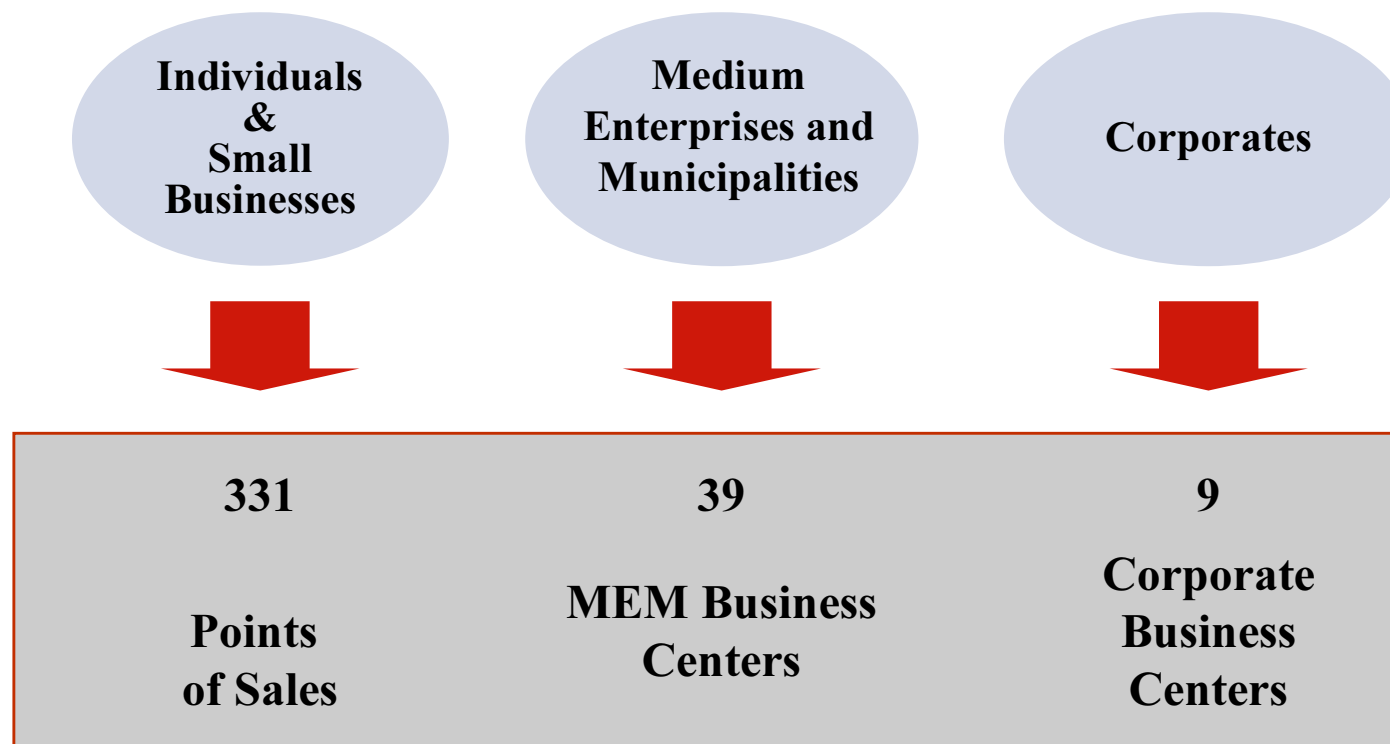 Individuals
&
Small
Businesses
Medium
Enterprises and
Municipalities
Corporates
331
Points
of Sales
39
MEM Business
Centers
9
Corporate
Business
Centers